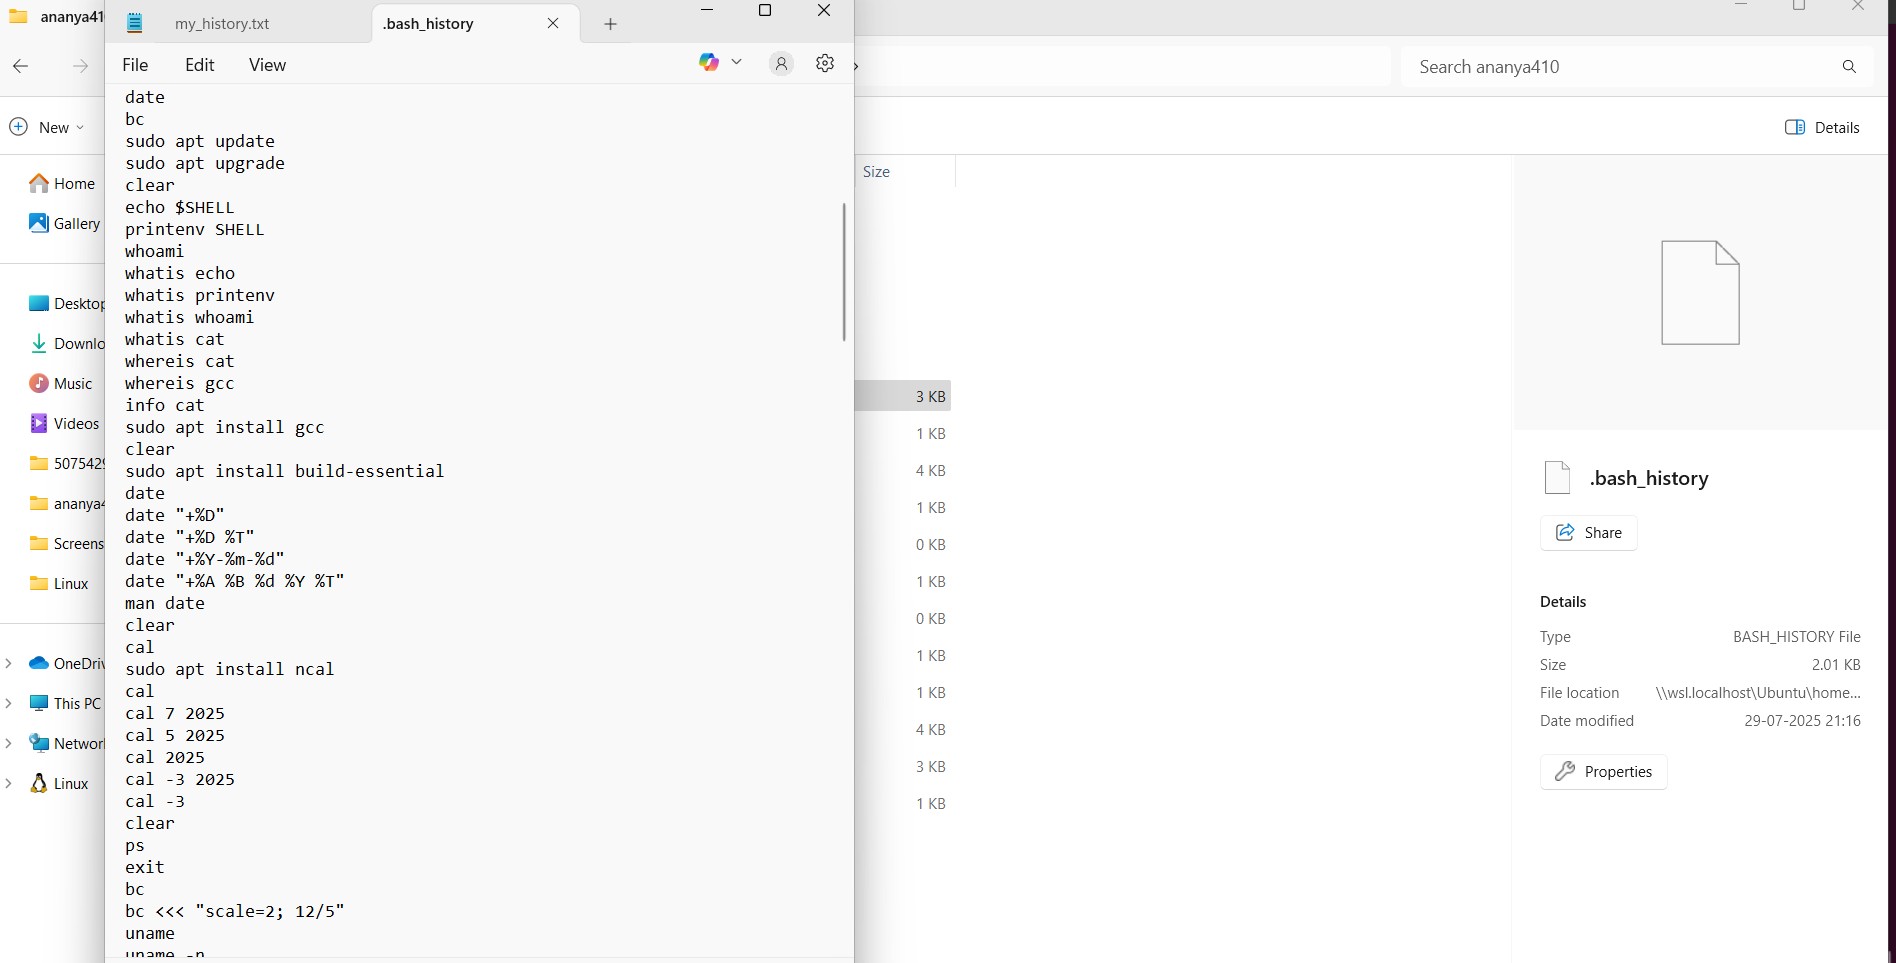 ananya41
my_history.txt
.bash_history
File
Edit
View
Search ananya410
New
Details
Home
Gallery
Desktop
Downlo
Music
Videos
5075429
ananya4
Screens
Linux
OneDriv
This PC
Networ
Linux
date
bc
sudo apt update
sudo apt upgrade
clear
echo $SHELL
printenv SHELL
whoami
whatis echo
whatis printenv
whatis whoami
whatis cat
whereis cat
whereis gcc
info cat
sudo apt install gcc
clear
sudo apt install build-essential
date
date "+%D"
date "+%D %T"
date "+%Y-%m-%d"
date "+%A %B %d %Y %T"
man date
clear
cal
sudo apt install ncal
cal
cal 7 2025
cal 5 2025
cal 2025
cal -3 2025
cal -3
clear
ps
exit
bc
bc <<< "scale=2; 12/5"
uname
uname -n
Size
3 KB
1 KB
4 KB
1 KB
0 KB
1 KB
0 KB
1 KB
1 KB
4 KB
3 KB
1 KB
.bash_history
Share
Details
Type BASH_HISTORY File
Size 2.01 KB
File location \\wsl.localhost\Ubuntu\home...
Date modified 29-07-2025 21:16
Properties